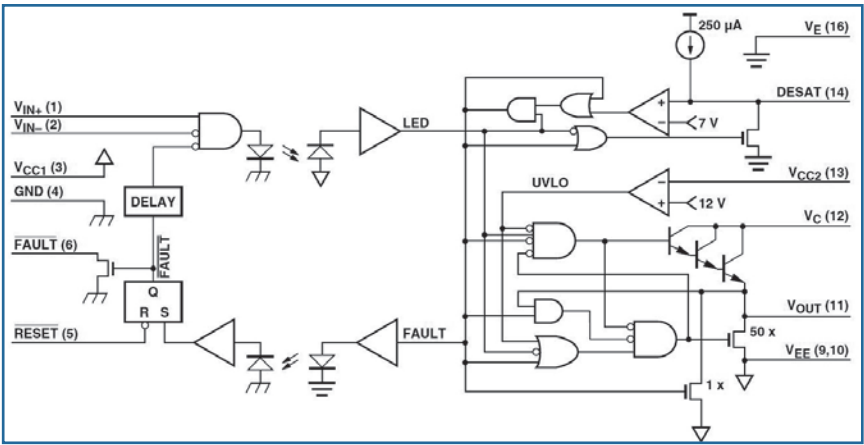 250 µA
V_E (16)
DESAT (14)
V_IN+ (1)
V_IN– (2)
LED
7 V
V_CC1 (3)
GND (4)
DELAY
UVLO
V_CC2 (13)
12 V
V_C (12)
FAULT (6)
FAULT
Q
R S
RESET (5)
FAULT
V_OUT (11)
50 x
V_EE (9,10)
1 x